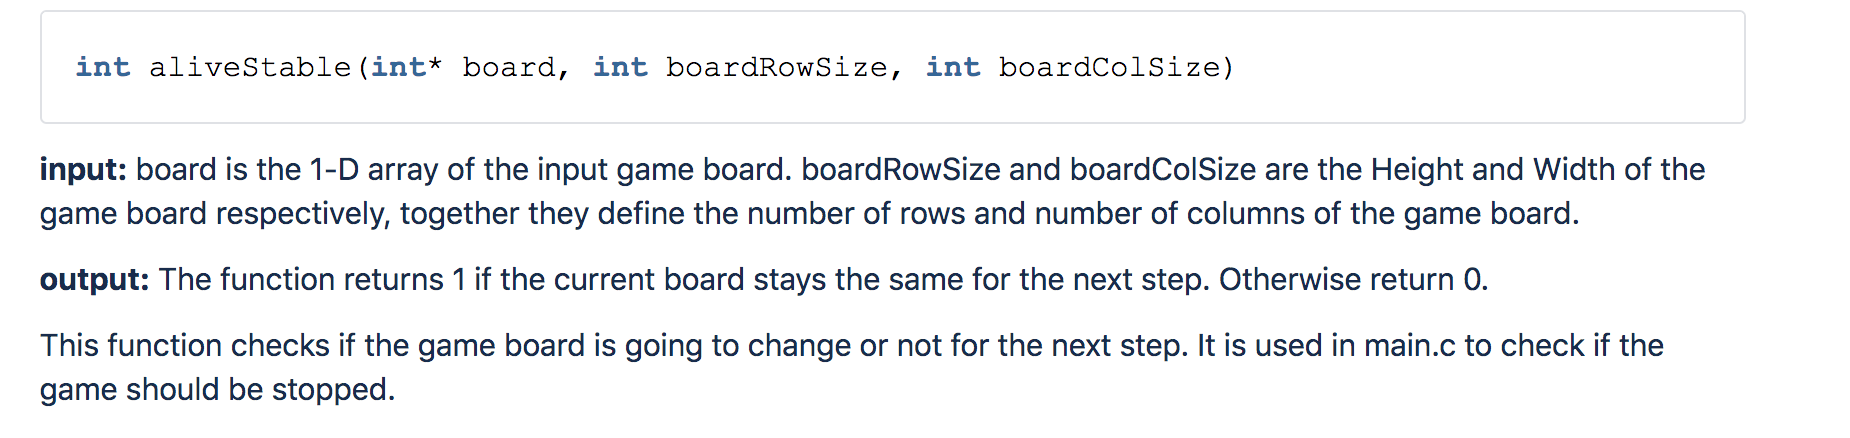 int aliveStable(int* board, int boardRowSize, int boardColSize)
input: board is the 1-D array of the input game board. boardRowSize and boardColSize are the Height and Width of the
game board respectively, together they define the number of rows and number of columns of the game board.
output: The function returns 1 if the current board stays the same for the next step. Otherwise return 0.
This function checks if the game board is going to change or not for the next step. It is used in main.c to check if the
game should be stopped.